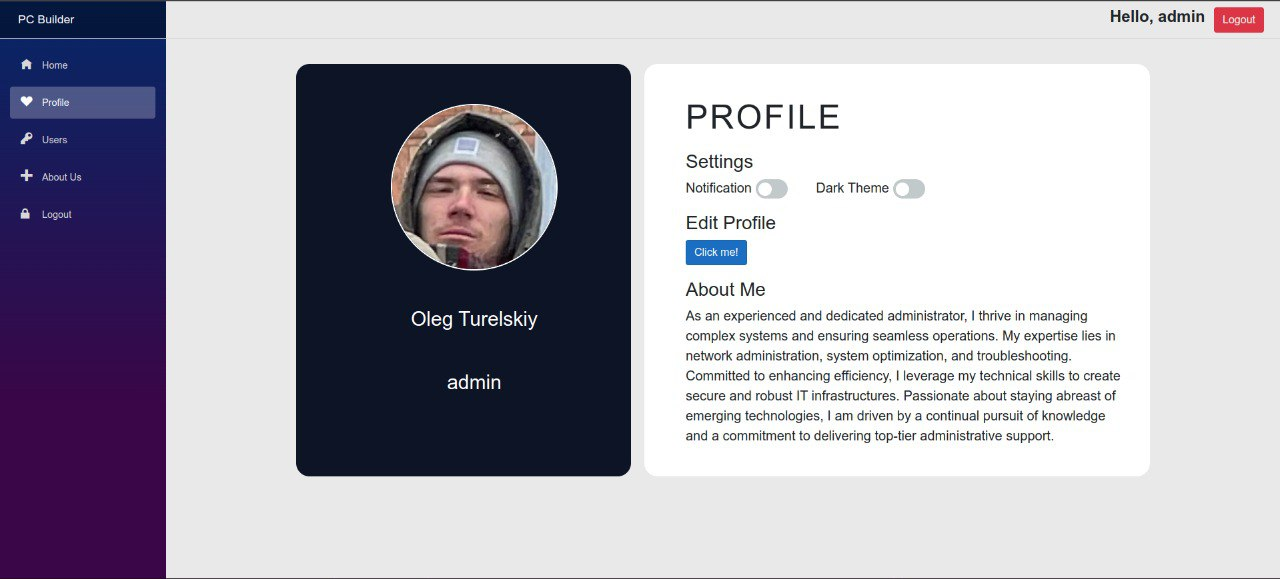 PC Builder
Hello, admin
Logout
Home
Profile
Users
About Us
Logout
Oleg Turelskiy
admin
PROFILE
Settings
Notification
Dark Theme
Edit Profile
Click me!
About Me
As an experienced and dedicated administrator, I thrive in managing
complex systems and ensuring seamless operations. My expertise lies in
network administration, system optimization, and troubleshooting.
Committed to enhancing efficiency, I leverage my technical skills to create
secure and robust IT infrastructures. Passionate about staying abreast of
emerging technologies, I am driven by a continual pursuit of knowledge
and a commitment to delivering top-tier administrative support.